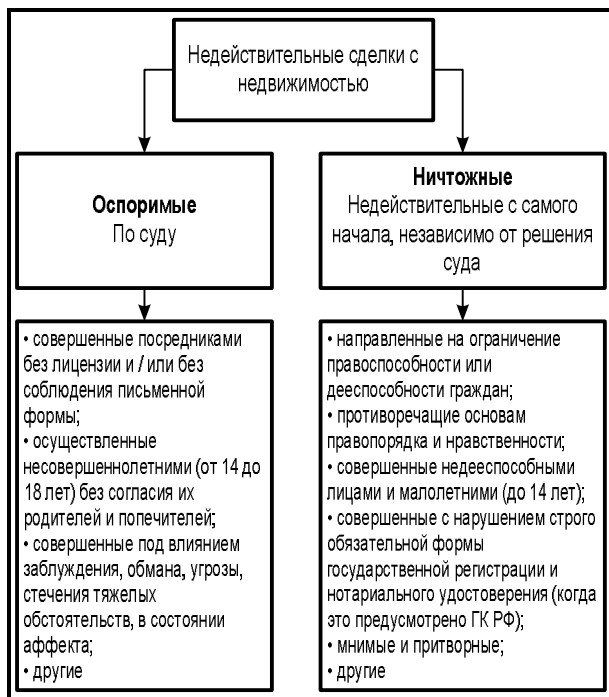 Недействительные сделки с
недвижимостью
Оспоримые
По суду
Ничтожные
Недействительные с самого
начала, независимо от решения
суда
• совершенные посредниками
без лицензии и / или без
соблюдения письменной
формы;
• осуществленные
несовершеннолетними (от 14 до
18 лет) без согласия их
родителей и попечителей;
• совершенные под влиянием
заблуждения, обмана, угрозы,
стечения тяжелых
обстоятельств, в состоянии
аффекта;
• другие
• направленные на ограничение
правоспособности или
дееспособности граждан;
• противоречащие основам
правопорядка и нравственности;
• совершенные недееспособными
лицами и малолетними (до 14 лет);
• совершенные с нарушением строго
обязательной формы
государственной регистрации и
нотариального удостоверения (когда
это предусмотрено ГК РФ);
• мнимые и притворные;
• другие